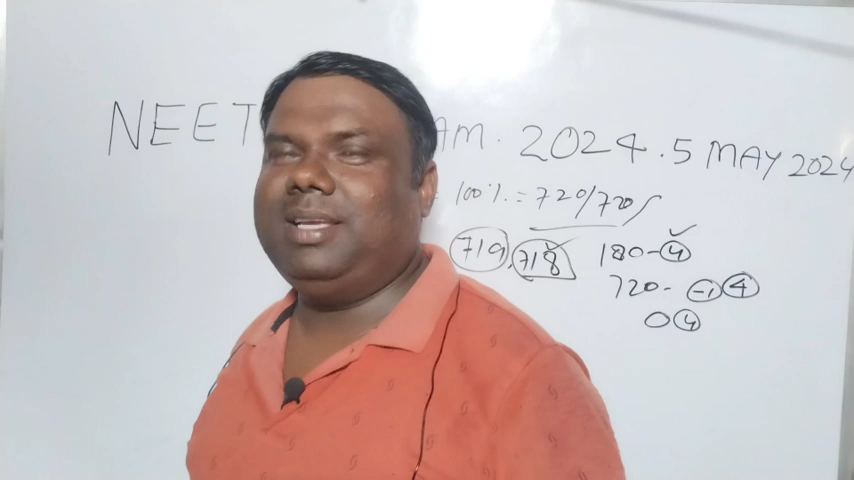 NEET AM. 2024. 5 MAY 2024
= 100%. = 720/720
719, 718 180-4
720- -1 4
0 4